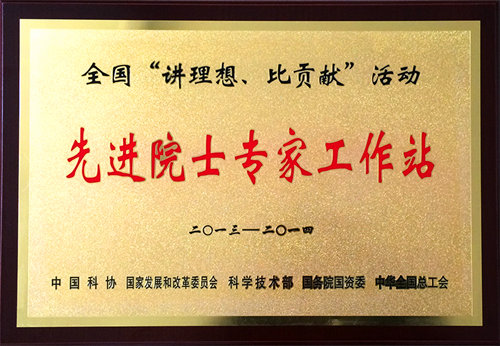 全国“讲理想、比贡献”活动
先进院士专家工作站
二〇一三—二〇一四
中国科协 国家发展和改革委员会 科学技术部 国务院国资委 中华全国总工会